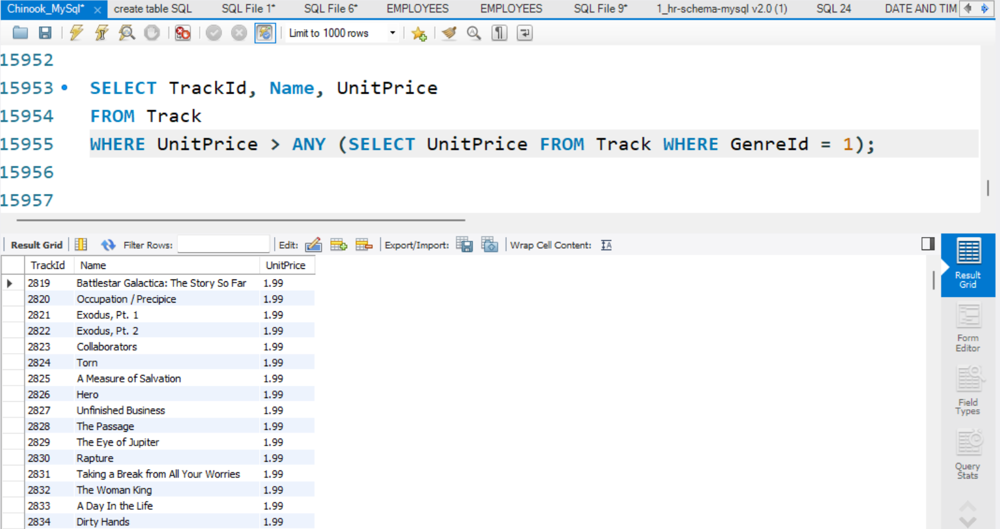 Chinook_MySql* × create table SQL SQL File 1* SQL File 6* EMPLOYEES EMPLOYEES SQL File 9* 1_hr-schema-mysql v2.0 (1) SQL 24 DATE AND TIM
Limit to 1000 rows
15952
15953 SELECT TrackId, Name, UnitPrice
15954 FROM Track
15955 WHERE UnitPrice > ANY (SELECT UnitPrice FROM Track WHERE GenreId = 1);
15956
15957
Result Grid Filter Rows: Edit: Export/Import: Wrap Cell Content:
TrackId Name UnitPrice
2819 Battlestar Galactica: The Story So Far 1.99
2820 Occupation / Precipice 1.99
2821 Exodus, Pt. 1 1.99
2822 Exodus, Pt. 2 1.99
2823 Collaborators 1.99
2824 Torn 1.99
2825 A Measure of Salvation 1.99
2826 Hero 1.99
2827 Unfinished Business 1.99
2828 The Passage 1.99
2829 The Eye of Jupiter 1.99
2830 Rapture 1.99
2831 Taking a Break from All Your Worries 1.99
2832 The Woman King 1.99
2833 A Day In the Life 1.99
2834 Dirty Hands 1.99
Result
Grid
Form
Editor
Field
Types
Query
Stats